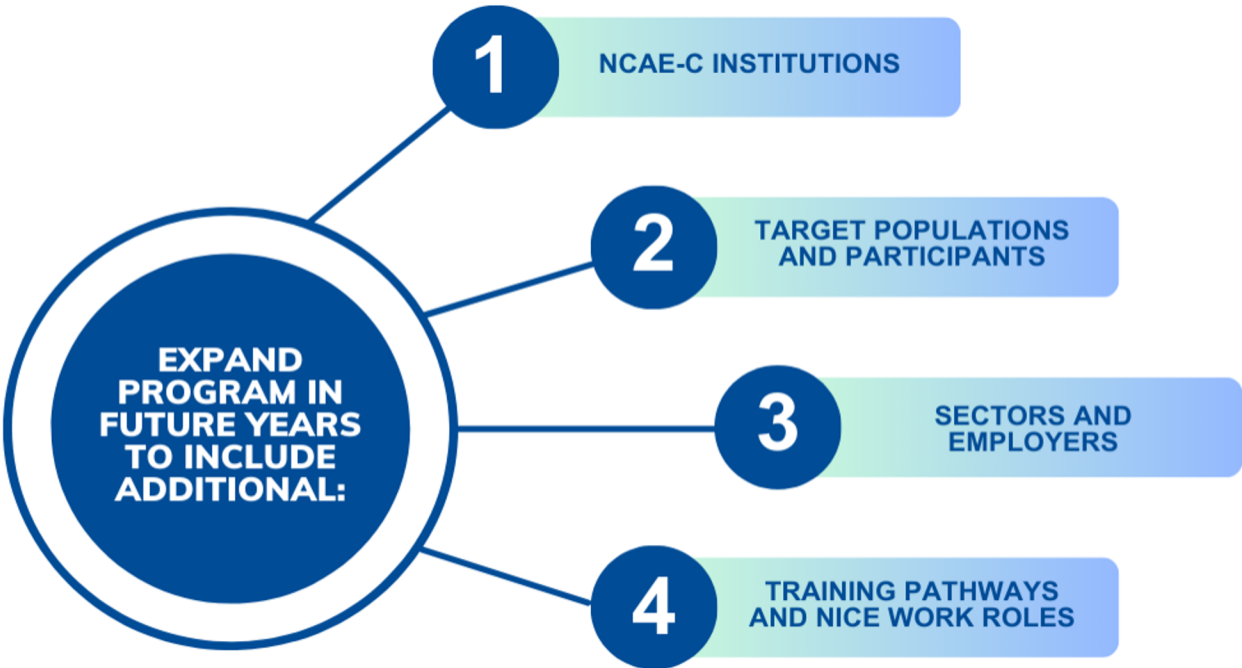 1
NCAE-C INSTITUTIONS
2
TARGET POPULATIONS
AND PARTICIPANTS
EXPAND
PROGRAM IN
FUTURE YEARS
TO INCLUDE
ADDITIONAL:
3
SECTORS AND
EMPLOYERS
4
TRAINING PATHWAYS
AND NICE WORK ROLES